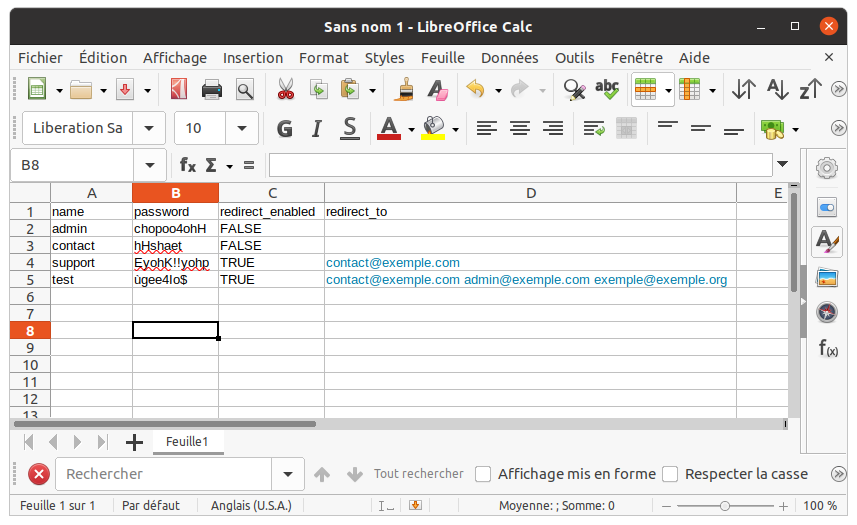 Sans nom 1 - LibreOffice Calc
Fichier Édition Affichage Insertion Format Styles Feuille Données Outils Fenêtre Aide
Liberation Sa 10 G I S
B8 fx Σ =
A B C D E
1 name password redirect_enabled redirect_to
2 admin chopoo4ohH FALSE
3 contact hHshaet FALSE
4 support EyohK!!yohp TRUE contact@exemple.com
5 test ùgee4Io$ TRUE contact@exemple.com admin@exemple.com exemple@exemple.org
6
7
8
9
10
11
12
13
Feuille1
Rechercher Tout rechercher Affichage mis en forme Respecter la casse
Feuille 1 sur 1 Par défaut Anglais (U.S.A.) Moyenne: ; Somme: 0 100 %